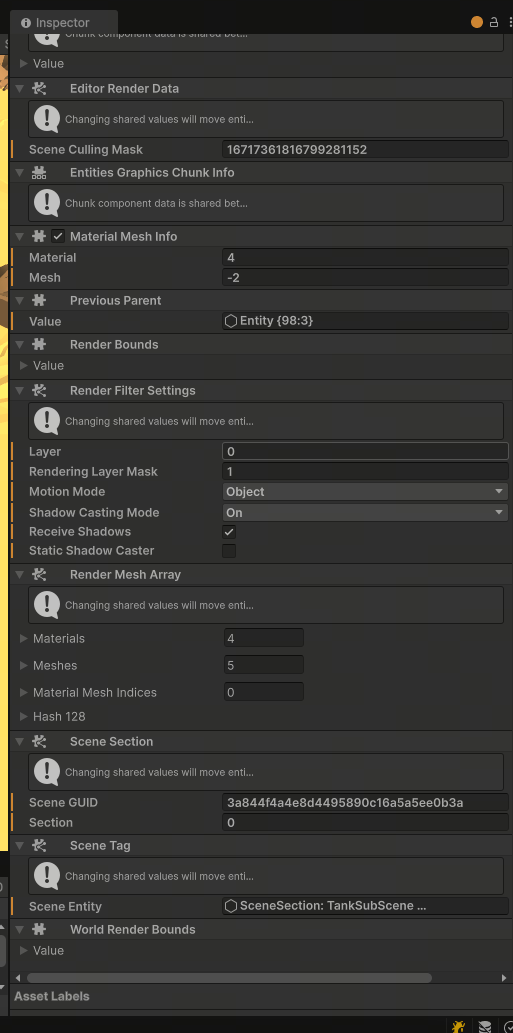 Inspector
Chunk component data is shared bet...
Value
Editor Render Data
Changing shared values will move enti...
Scene Culling Mask 16717361816799281152
Entities Graphics Chunk Info
Chunk component data is shared bet...
Material Mesh Info
Material 4
Mesh -2
Previous Parent
Value Entity {98:3}
Render Bounds
Value
Render Filter Settings
Changing shared values will move enti...
Layer 0
Rendering Layer Mask 1
Motion Mode Object
Shadow Casting Mode On
Receive Shadows
Static Shadow Caster
Render Mesh Array
Changing shared values will move enti...
Materials 4
Meshes 5
Material Mesh Indices 0
Hash 128
Scene Section
Changing shared values will move enti...
Scene GUID 3a844f4a4e8d4495890c16a5a5ee0b3a
Section 0
Scene Tag
Changing shared values will move enti...
Scene Entity SceneSection: TankSubScene ...
World Render Bounds
Value
Asset Labels